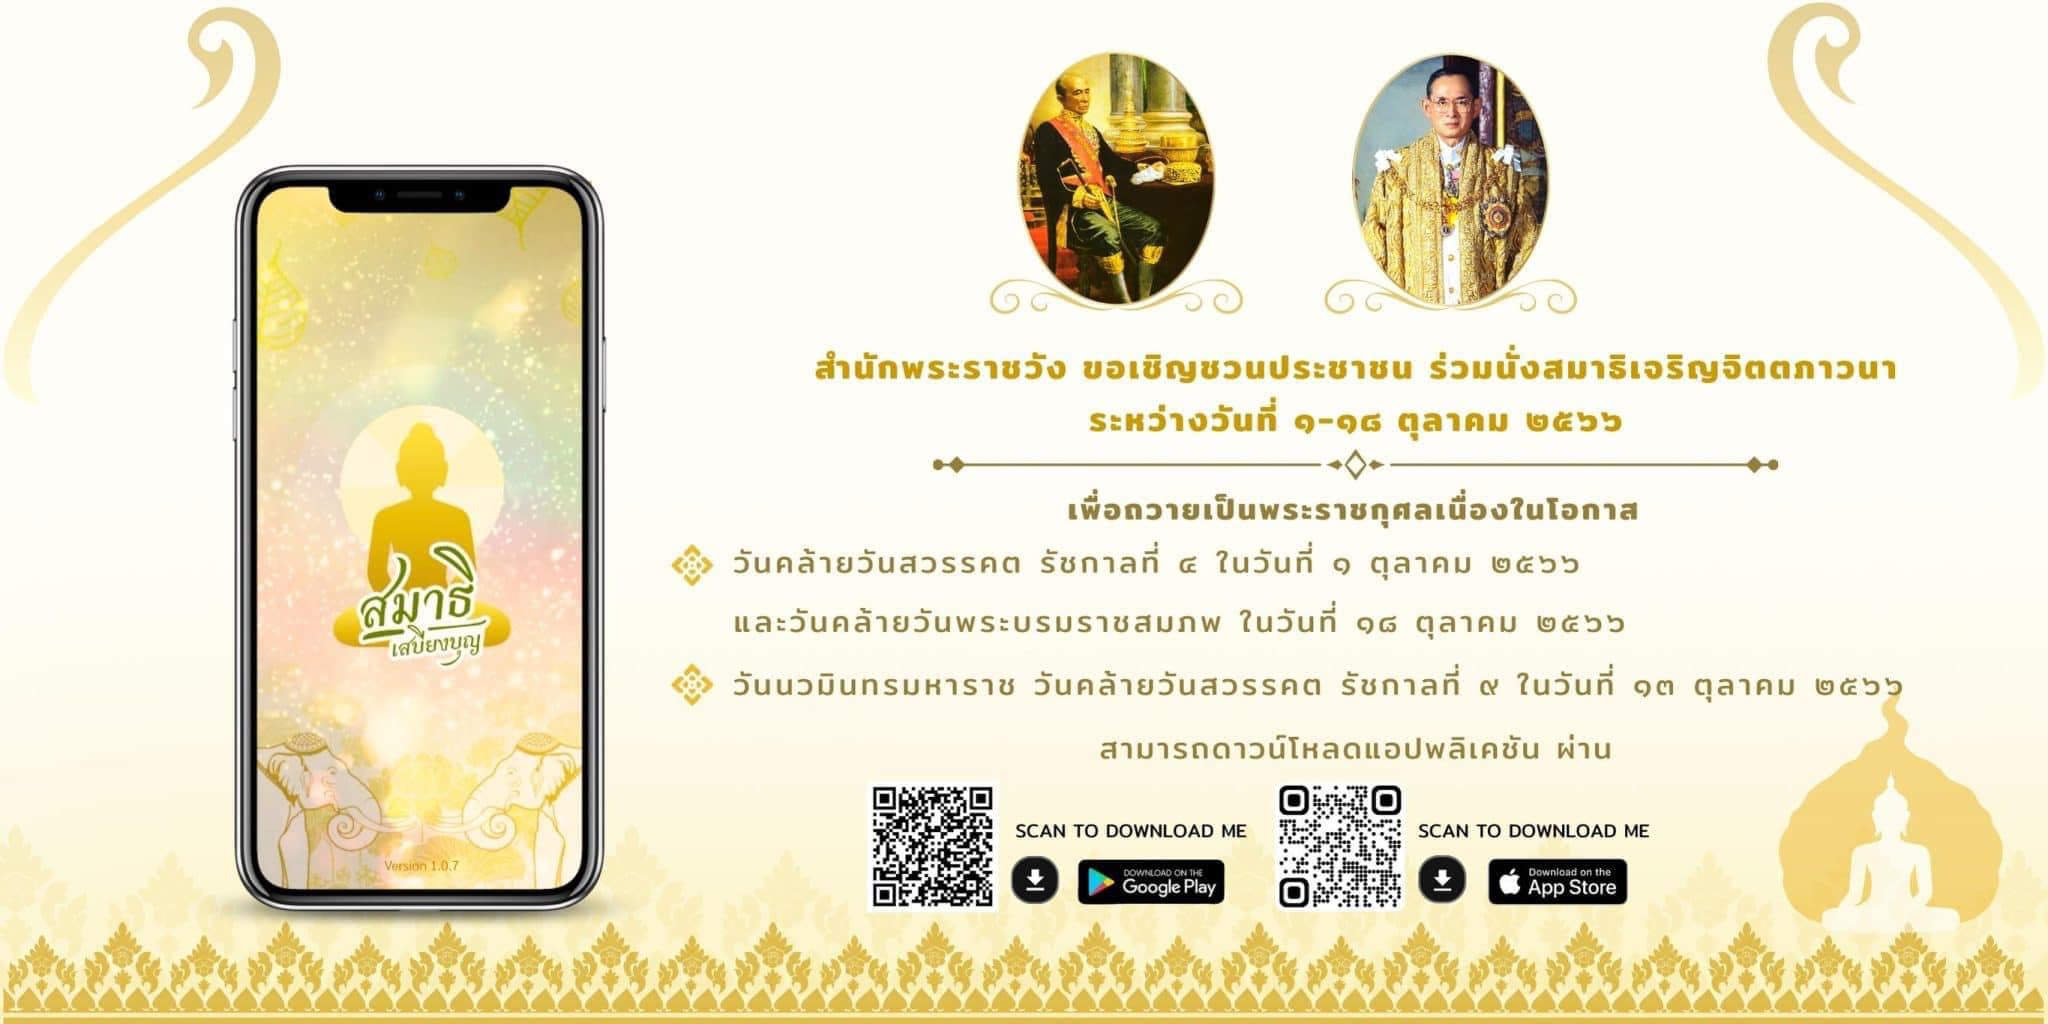 สมาธิ
เสบียงบุญ
Version 1.0.7
สำนักพระราชวัง ขอเชิญชวนประชาชน ร่วมนั่งสมาธิเจริญจิตตภาวนา
ระหว่างวันที่ ๑-๑๘ ตุลาคม ๒๕๖๖
เพื่อถวายเป็นพระราชกุศลเนื่องในโอกาส
วันคล้ายวันสวรรคต รัชกาลที่ ๔ ในวันที่ ๑ ตุลาคม ๒๕๖๖
และวันคล้ายวันพระบรมราชสมภพ ในวันที่ ๑๘ ตุลาคม ๒๕๖๖
วันนวมินทรมหาราช วันคล้ายวันสวรรคต รัชกาลที่ ๙ ในวันที่ ๑๓ ตุลาคม ๒๕๖๖
สามารถดาวน์โหลดแอปพลิเคชัน ผ่าน
SCAN TO DOWNLOAD ME
DOWNLOAD ON THE
Google Play
SCAN TO DOWNLOAD ME
Download on the
App Store